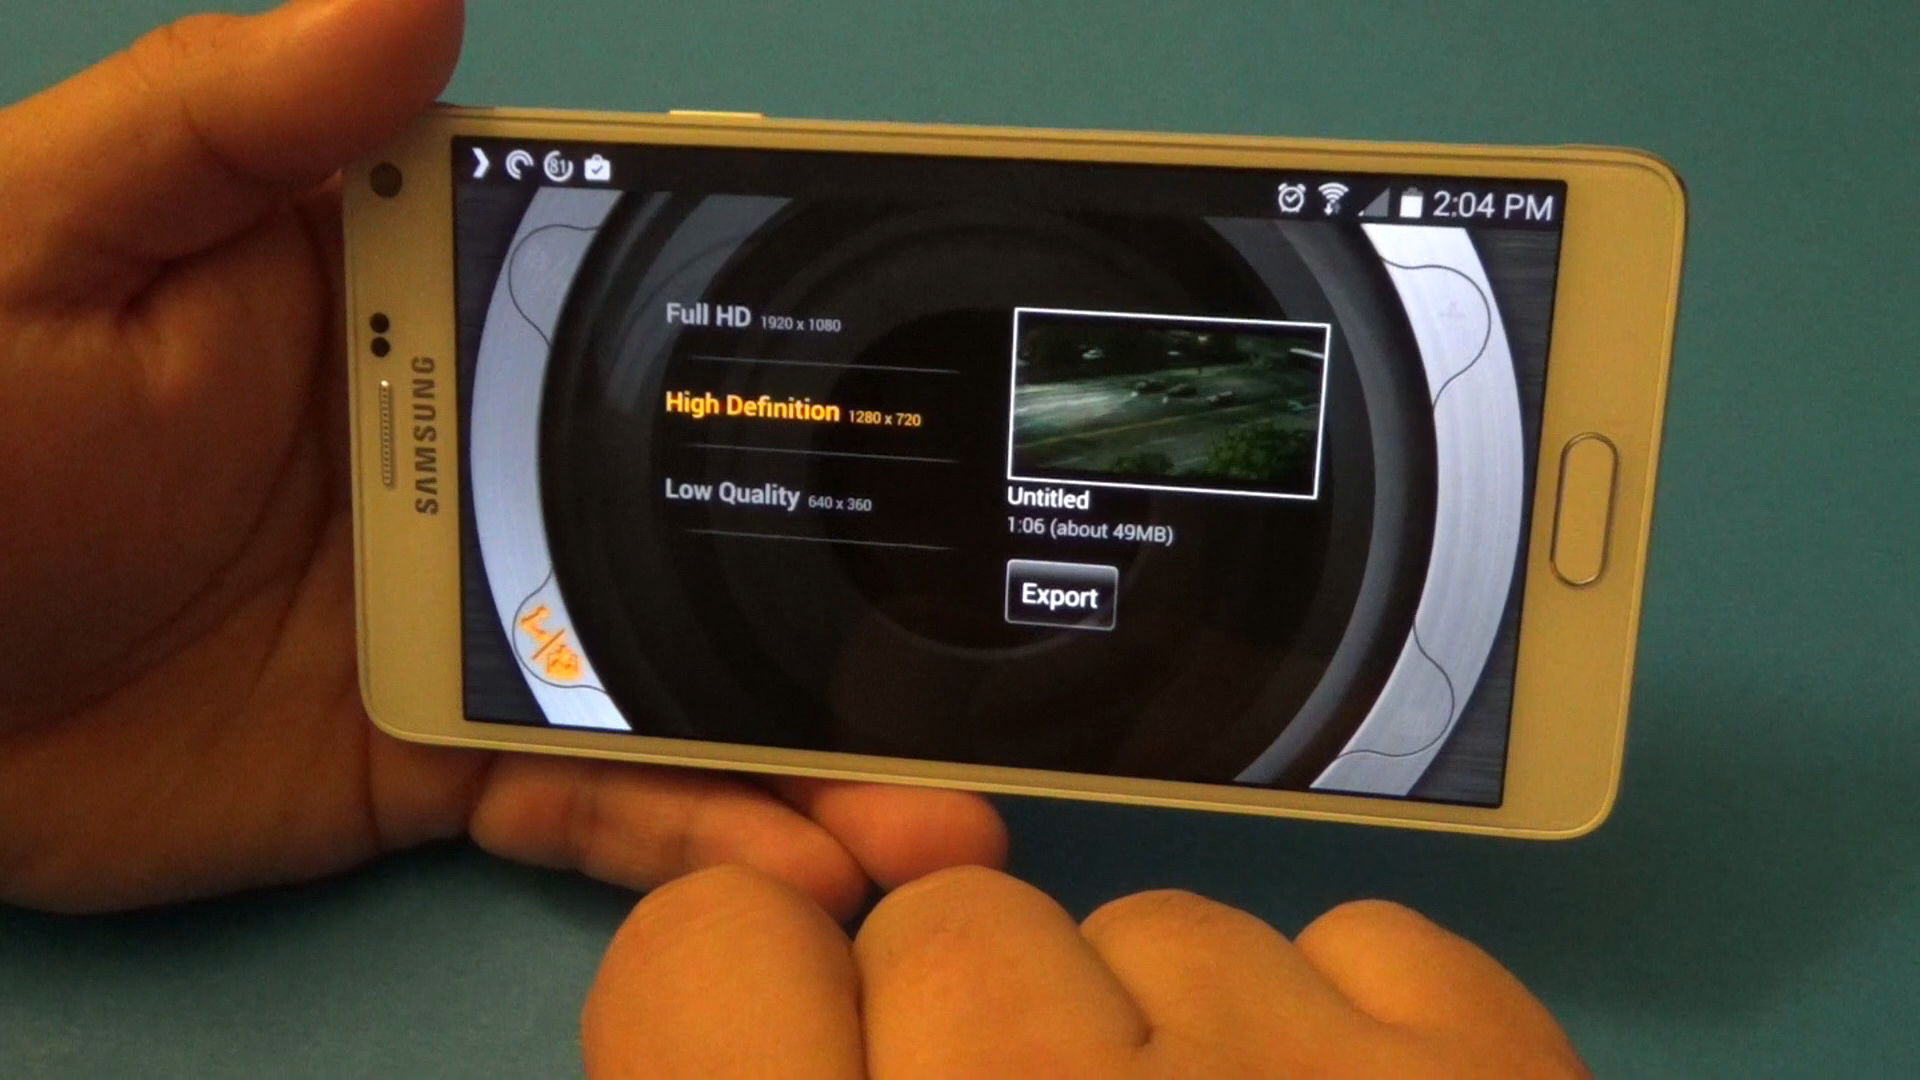 81
2:04 PM
SAMSUNG
Full HD 1920 x 1080
High Definition 1280 x 720
Low Quality 640 x 360
Untitled
1:06 (about 49MB)
Export